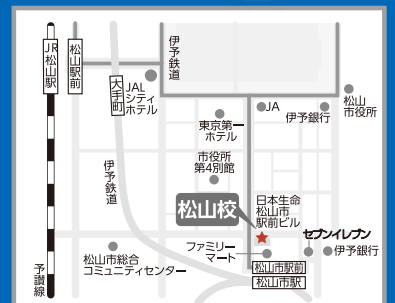 伊予鉄道
JR松山駅
松山駅前
大手町
JAL
シティ
ホテル
JA
伊予銀行
松山
市役所
東京第一
ホテル
市役所
第4別館
伊予鉄道
松山校
日本生命
松山市
駅前ビル
セブンイレブン
ファミリー
マート
伊予銀行
松山市総合
コミュニティセンター
予讃線
松山市駅前
松山市駅